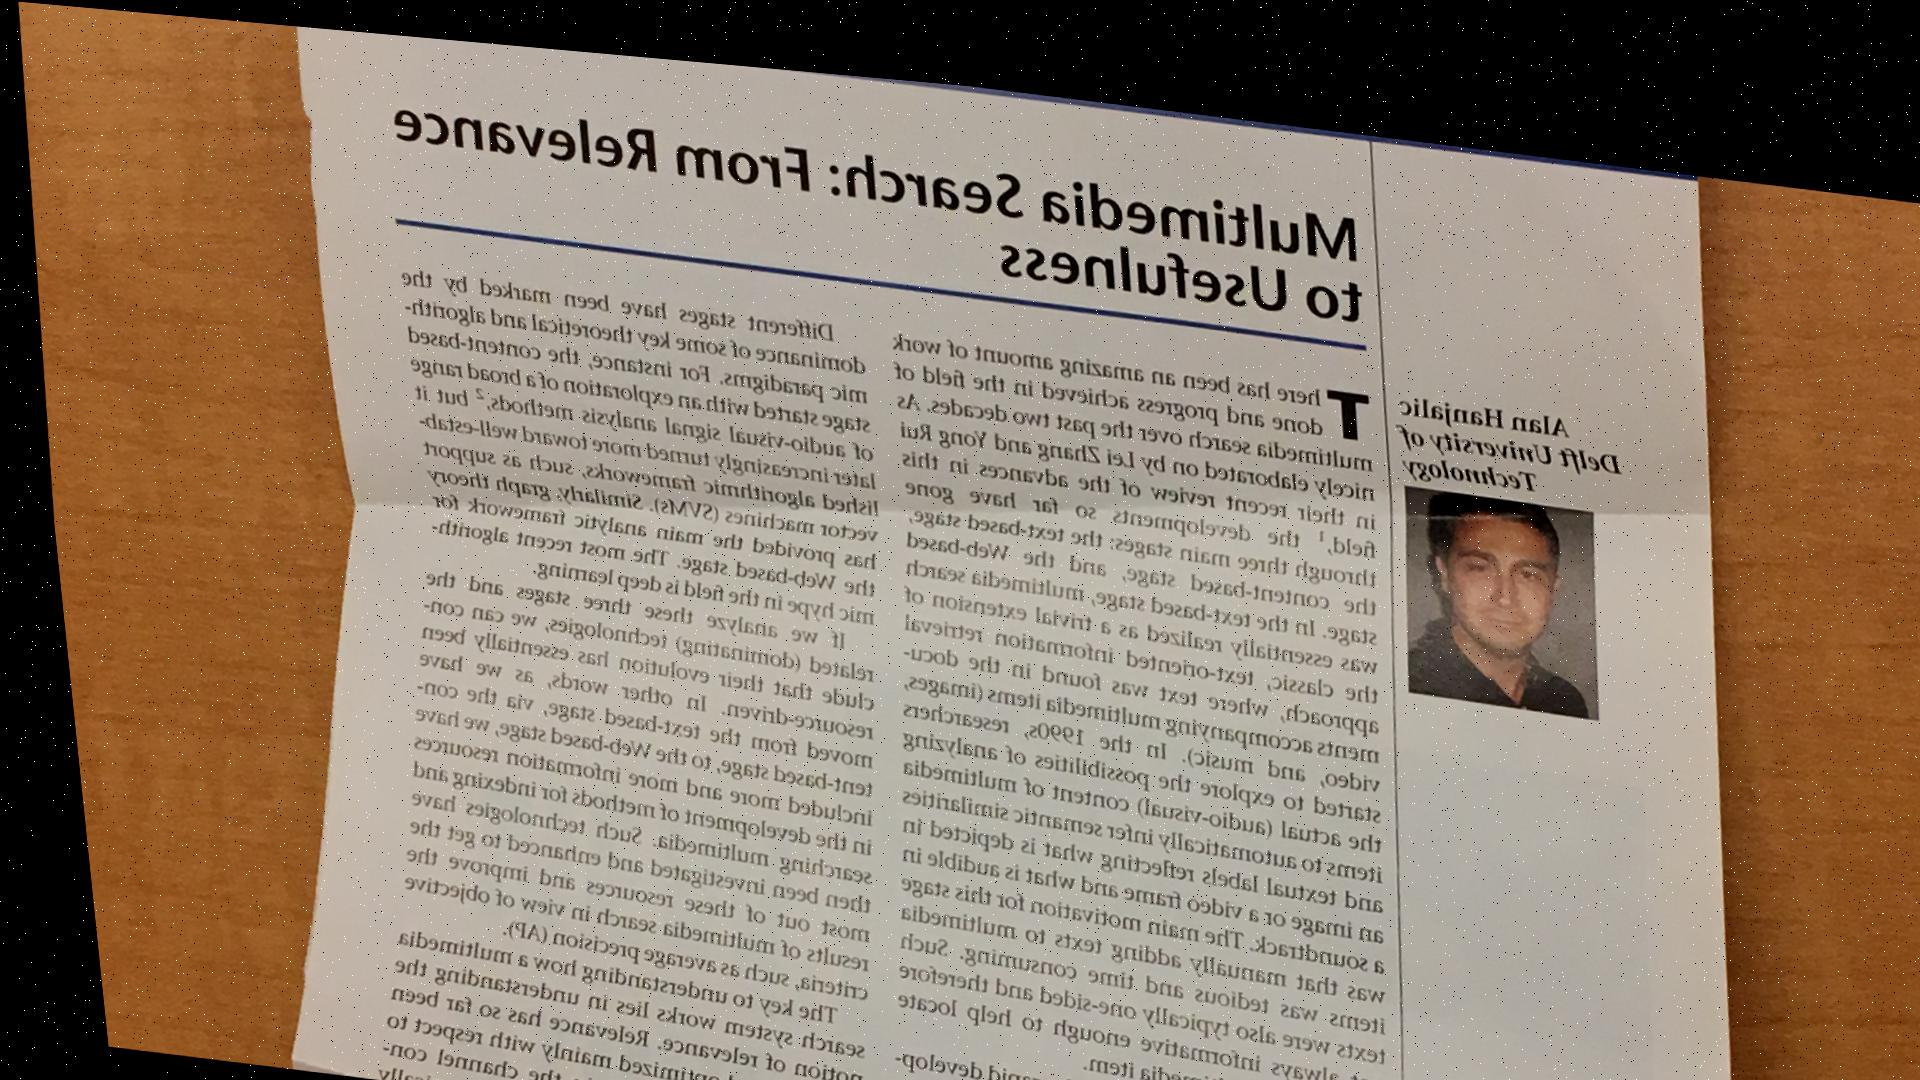 Multimedia Search: From Relevance
to Usefulness
Alan Hanjalic
Delft University of
Technology
There has been an amazing amount of work
done and progress achieved in the field of
multimedia search over the past two decades. As
nicely elaborated on by Lei Zhang and Yong Rui
in their recent review of the advances in this
field,¹ the developments so far have gone
through three main stages: the text-based stage,
the content-based stage, and the Web-based
stage. In the text-based stage, multimedia search
was essentially realized as a trivial extension of
the classic, text-oriented information retrieval
approach, where text was found in the docu-
ments accompanying multimedia items (images,
video, and music). In the 1990s, researchers
started to explore the possibilities of analyzing
the actual (audio-visual) content of multimedia
items to automatically infer semantic similarities
and textual labels reflecting what is depicted in
an image or a video frame and what is audible in
a soundtrack. The main motivation for this stage
was that manually adding texts to multimedia
items was tedious and time consuming. Such
texts were also typically one-sided and therefore
always informative enough to help locate
item.
develop-
Different stages have been marked by the
dominance of some key theoretical and algorith-
mic paradigms. For instance, the content-based
stage started with an exploration of a broad range
of audio-visual signal analysis methods,² but it
later increasingly turned more toward well-estab-
lished algorithmic frameworks, such as support
vector machines (SVMs). Similarly, graph theory
has provided the main analytic framework for
the Web-based stage. The most recent algorith-
mic hype in the field is deep learning.
If we analyze these three stages and the
related (dominating) technologies, we can con-
clude that their evolution has essentially been
resource-driven. In other words, as we have
moved from the text-based stage, via the con-
tent-based stage, to the Web-based stage, we have
included more and more information resources
in the development of methods for indexing and
searching multimedia. Such technologies have
then been investigated and enhanced to get the
most out of these resources and improve the
results of multimedia search in view of objective
criteria, such as average precision (AP).
The key to understanding how a multimedia
search system works lies in understanding the
notion of relevance. Relevance has so far been
optimized mainly with respect to
the channel con-